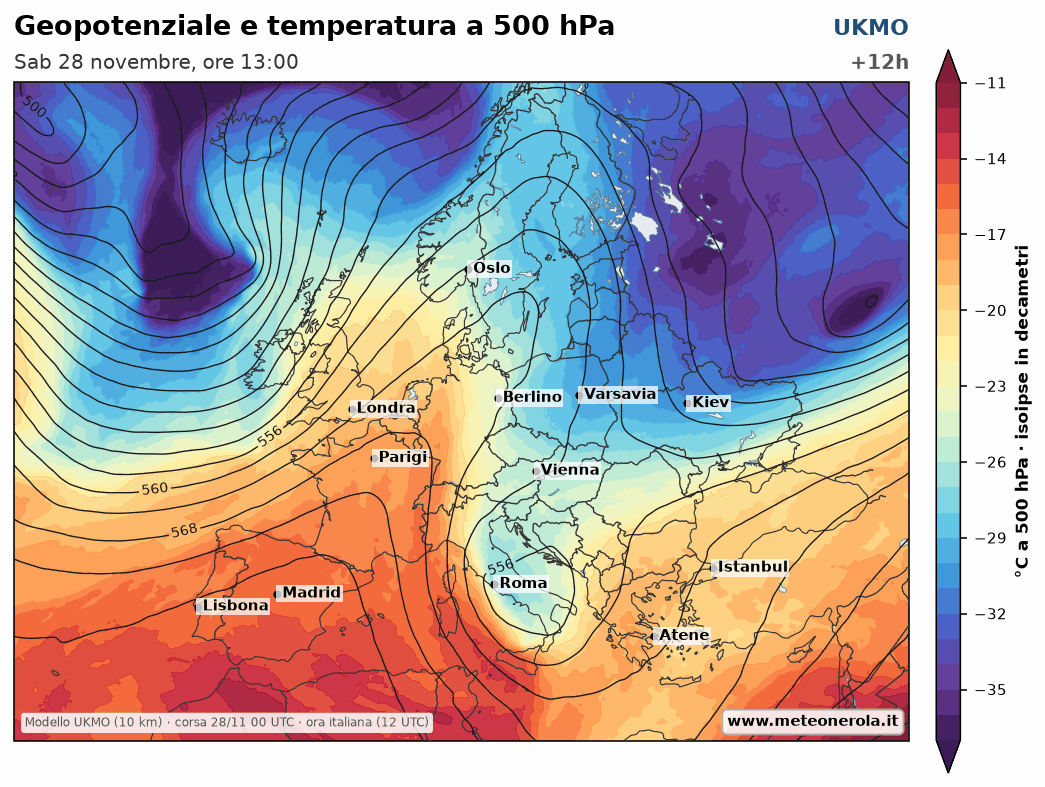 Geopotenziale e temperatura a 500 hPa
UKMO
Sab 28 novembre, ore 13:00
+12h
500
Oslo
Londra
Berlino
Varsavia
Kiev
556
Parigi
Vienna
560
568
556
Roma
Istanbul
Madrid
Lisbona
Atene
Modello UKMO (10 km) · corsa 28/11 00 UTC · ora italiana (12 UTC)
www.meteonerola.it
−11
−14
−17
−20
−23
−26
−29
−32
−35
°C a 500 hPa · isoipse in decametri